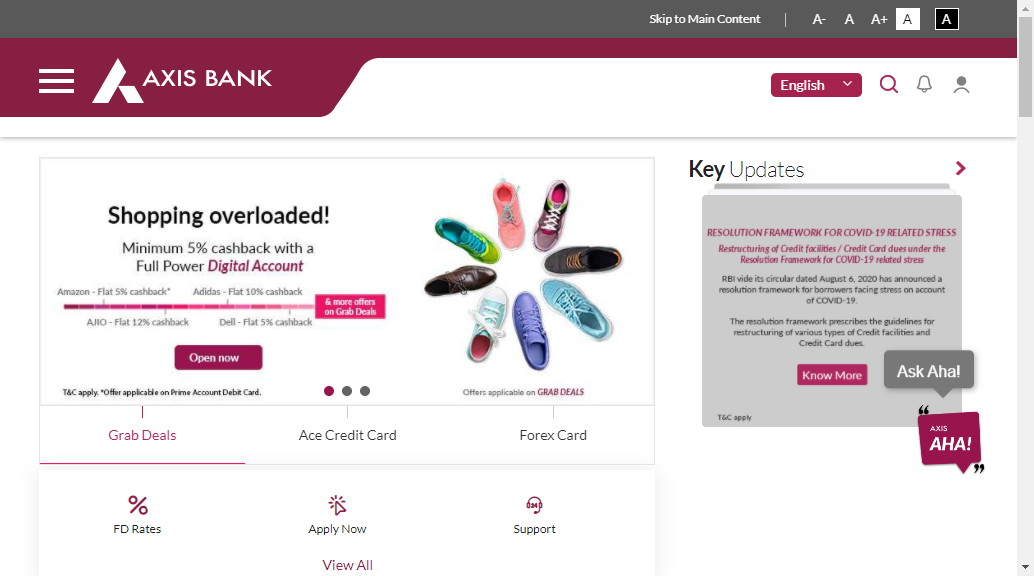 Skip to Main Content | A- A A+ A A
AXIS BANK
English
Key Updates
Shopping overloaded!
Minimum 5% cashback with a
Full Power Digital Account
Amazon - Flat 5% cashback* Adidas - Flat 10% cashback
& more offers
on Grab Deals
AJIO - Flat 12% cashback Dell - Flat 5% cashback
Open now
T&C apply. *Offer applicable on Prime Account Debit Card.
Offers applicable on GRAB DEALS
Grab Deals Ace Credit Card Forex Card
FD Rates Apply Now Support
24
View All
RESOLUTION FRAMEWORK FOR COVID-19 RELATED STRESS
Restructuring of Credit facilities / Credit Card dues under the
Resolution Framework for COVID-19 related stress
RBI vide its circular dated August 6, 2020 has announced a
resolution framework for borrowers facing stress on account
of COVID-19.
The resolution framework prescribes the guidelines for
restructuring of various types of Credit facilities and
Credit Card dues.
Know More
T&C apply
Ask Aha!
“
AXIS
AHA!
”